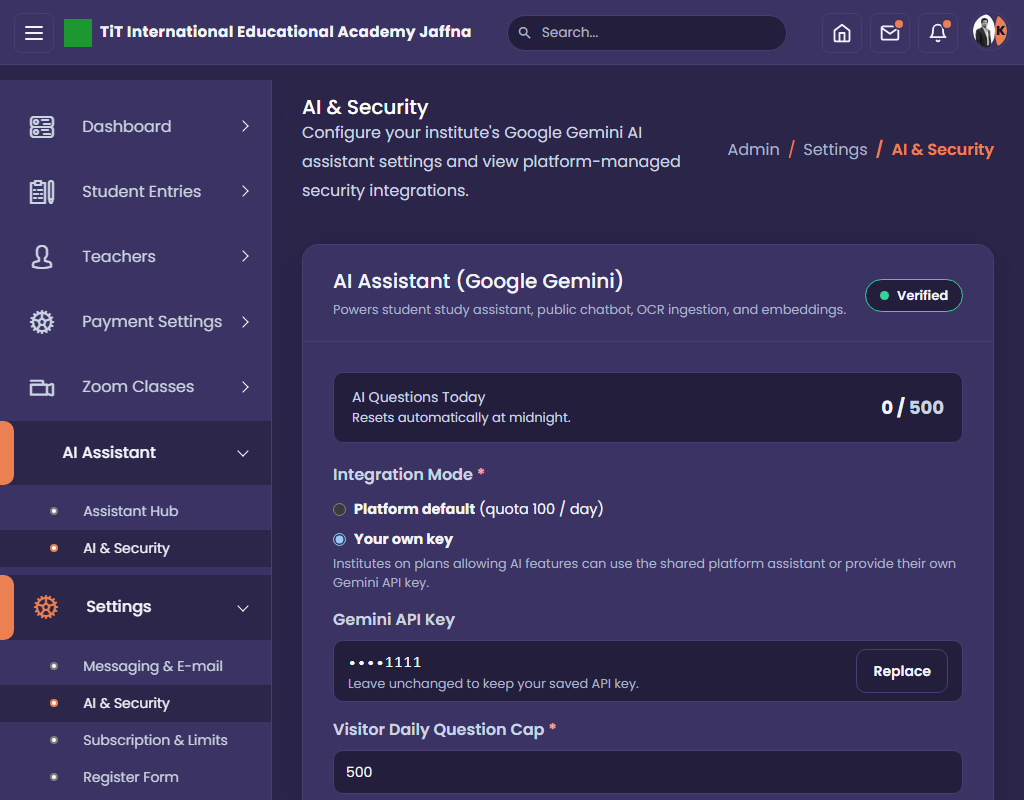 TiT International Educational Academy Jaffna
Search...
K
Dashboard
Student Entries
Teachers
Payment Settings
Zoom Classes
AI Assistant
Assistant Hub
AI & Security
Settings
Messaging & E-mail
AI & Security
Subscription & Limits
Register Form
AI & Security
Configure your institute's Google Gemini AI
assistant settings and view platform-managed
security integrations.
Admin / Settings / AI & Security
AI Assistant (Google Gemini)
Powers student study assistant, public chatbot, OCR ingestion, and embeddings.
Verified
AI Questions Today
Resets automatically at midnight.
0 / 500
Integration Mode *
Platform default (quota 100 / day)
Your own key
Institutes on plans allowing AI features can use the shared platform assistant or provide their own
Gemini API key.
Gemini API Key
••••1111
Leave unchanged to keep your saved API key.
Replace
Visitor Daily Question Cap *
500